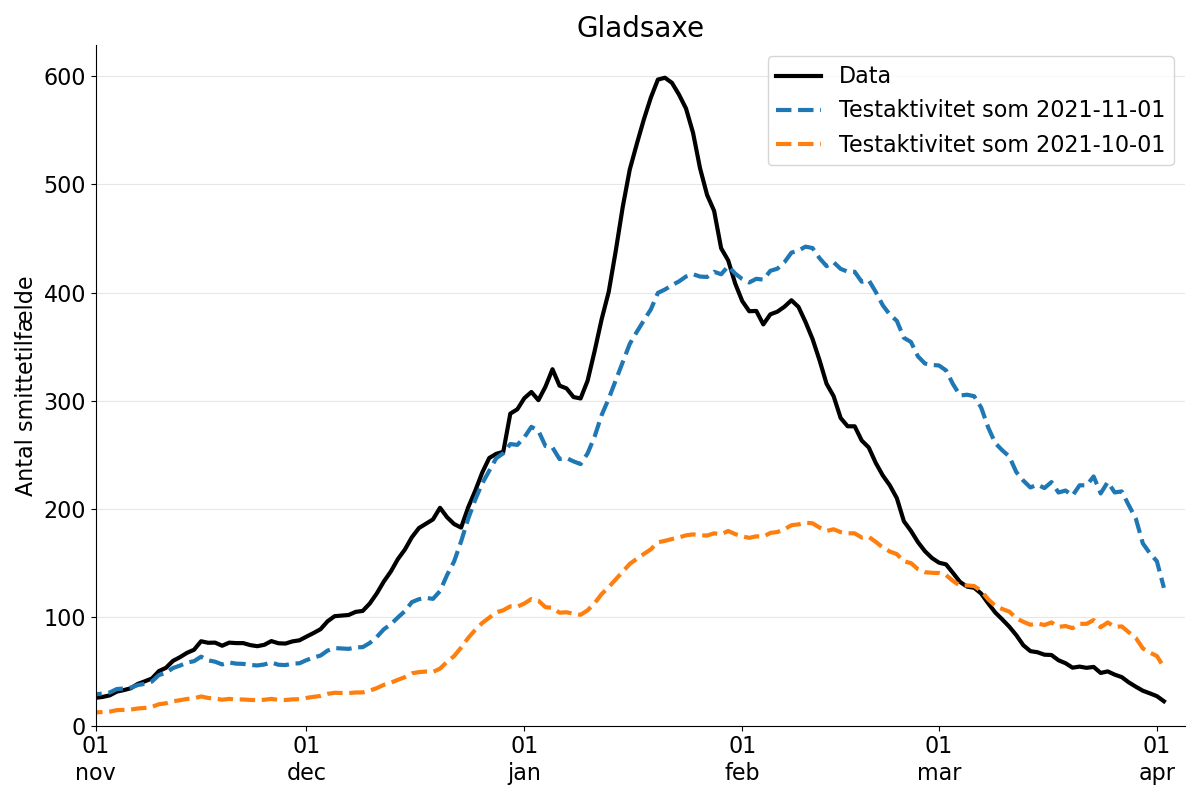 Gladsaxe
Data
Testaktivitet som 2021-11-01
Testaktivitet som 2021-10-01
Antal smittetilfælde
600
500
400
300
200
100
0
01 01 01 01 01 01
nov dec jan feb mar apr